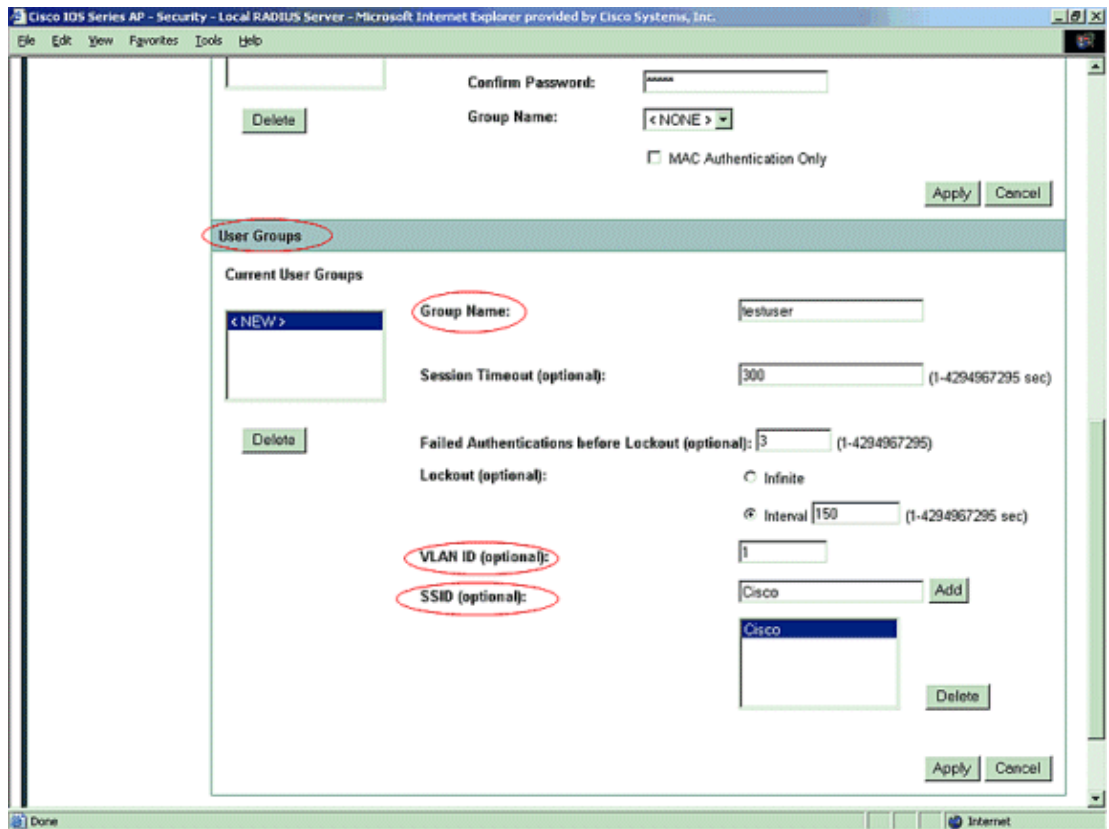 Cisco IOS Series AP - Security - Local RADIUS Server - Microsoft Internet Explorer provided by Cisco Systems, Inc.
File Edit View Favorites Tools Help
Confirm Password: *****
Delete
Group Name: < NONE >
MAC Authentication Only
Apply Cancel
User Groups
Current User Groups
< NEW >
Group Name: testuser
Session Timeout (optional): 300 (1-4294967295 sec)
Delete
Failed Authentications before Lockout (optional): 3 (1-4294967295)
Lockout (optional): Infinite
Interval 150 (1-4294967295 sec)
VLAN ID (optional): 1
SSID (optional): Cisco Add
Cisco
Delete
Apply Cancel
Done Internet